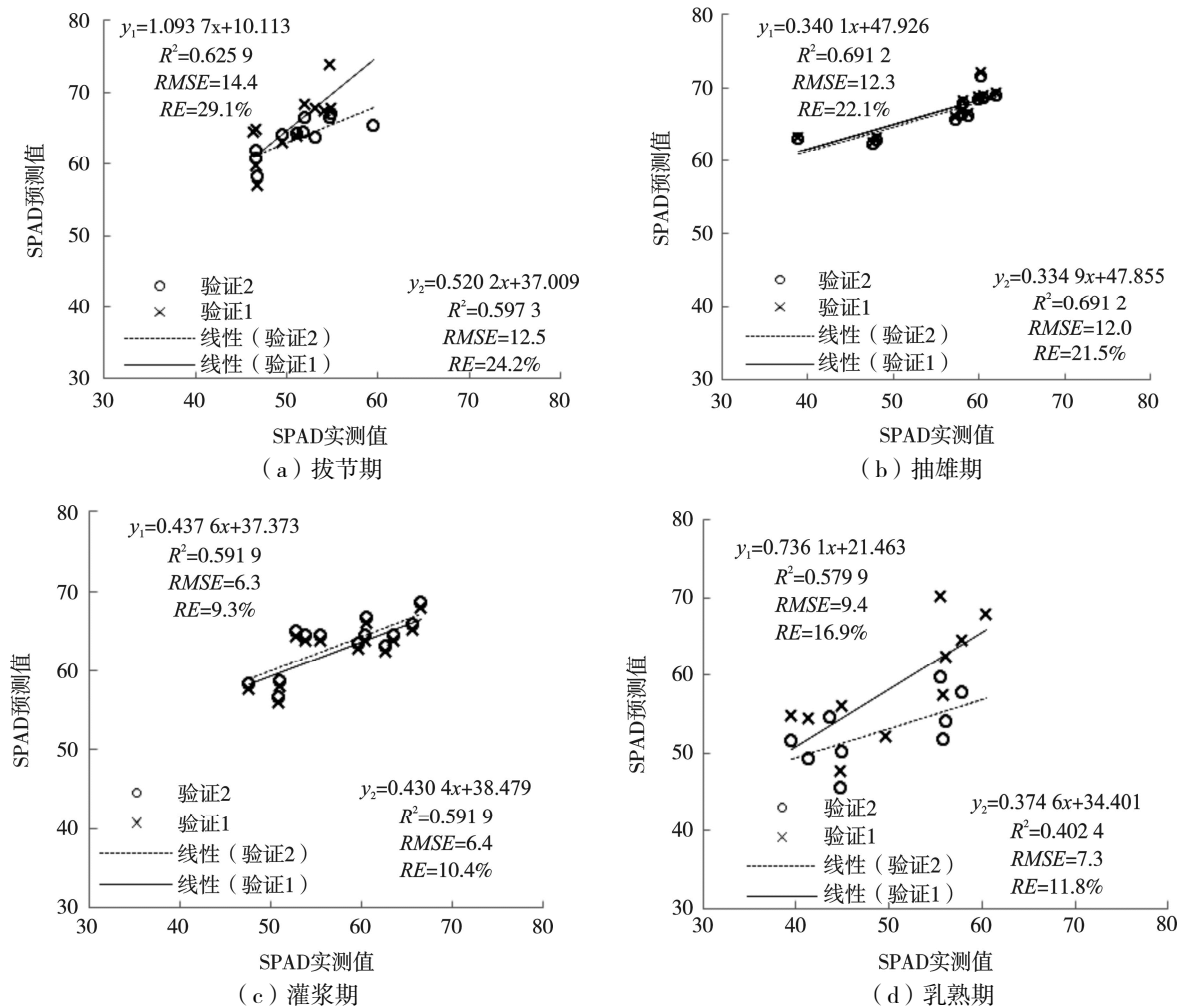 80
70
60
50
40
30
SPAD预测值
y₁=1.093 7x+10.113
R²=0.625 9
RMSE=14.4
RE=29.1%
验证2
验证1
线性（验证2）
线性（验证1）
y₂=0.520 2x+37.009
R²=0.597 3
RMSE=12.5
RE=24.2%
30 40 50 60 70 80
SPAD实测值
（a）拔节期
80
70
60
50
40
30
SPAD预测值
y₁=0.340 1x+47.926
R²=0.691 2
RMSE=12.3
RE=22.1%
验证2
验证1
线性（验证2）
线性（验证1）
y₂=0.334 9x+47.855
R²=0.691 2
RMSE=12.0
RE=21.5%
30 40 50 60 70 80
SPAD实测值
（b）抽雄期
80
70
60
50
40
30
SPAD预测值
y₁=0.437 6x+37.373
R²=0.591 9
RMSE=6.3
RE=9.3%
验证2
验证1
线性（验证2）
线性（验证1）
y₂=0.430 4x+38.479
R²=0.591 9
RMSE=6.4
RE=10.4%
30 40 50 60 70 80
SPAD实测值
（c）灌浆期
80
70
60
50
40
30
SPAD预测值
y₁=0.736 1x+21.463
R²=0.579 9
RMSE=9.4
RE=16.9%
验证2
验证1
线性（验证2）
线性（验证1）
y₂=0.374 6x+34.401
R²=0.402 4
RMSE=7.3
RE=11.8%
30 40 50 60 70 80
SPAD实测值
（d）乳熟期